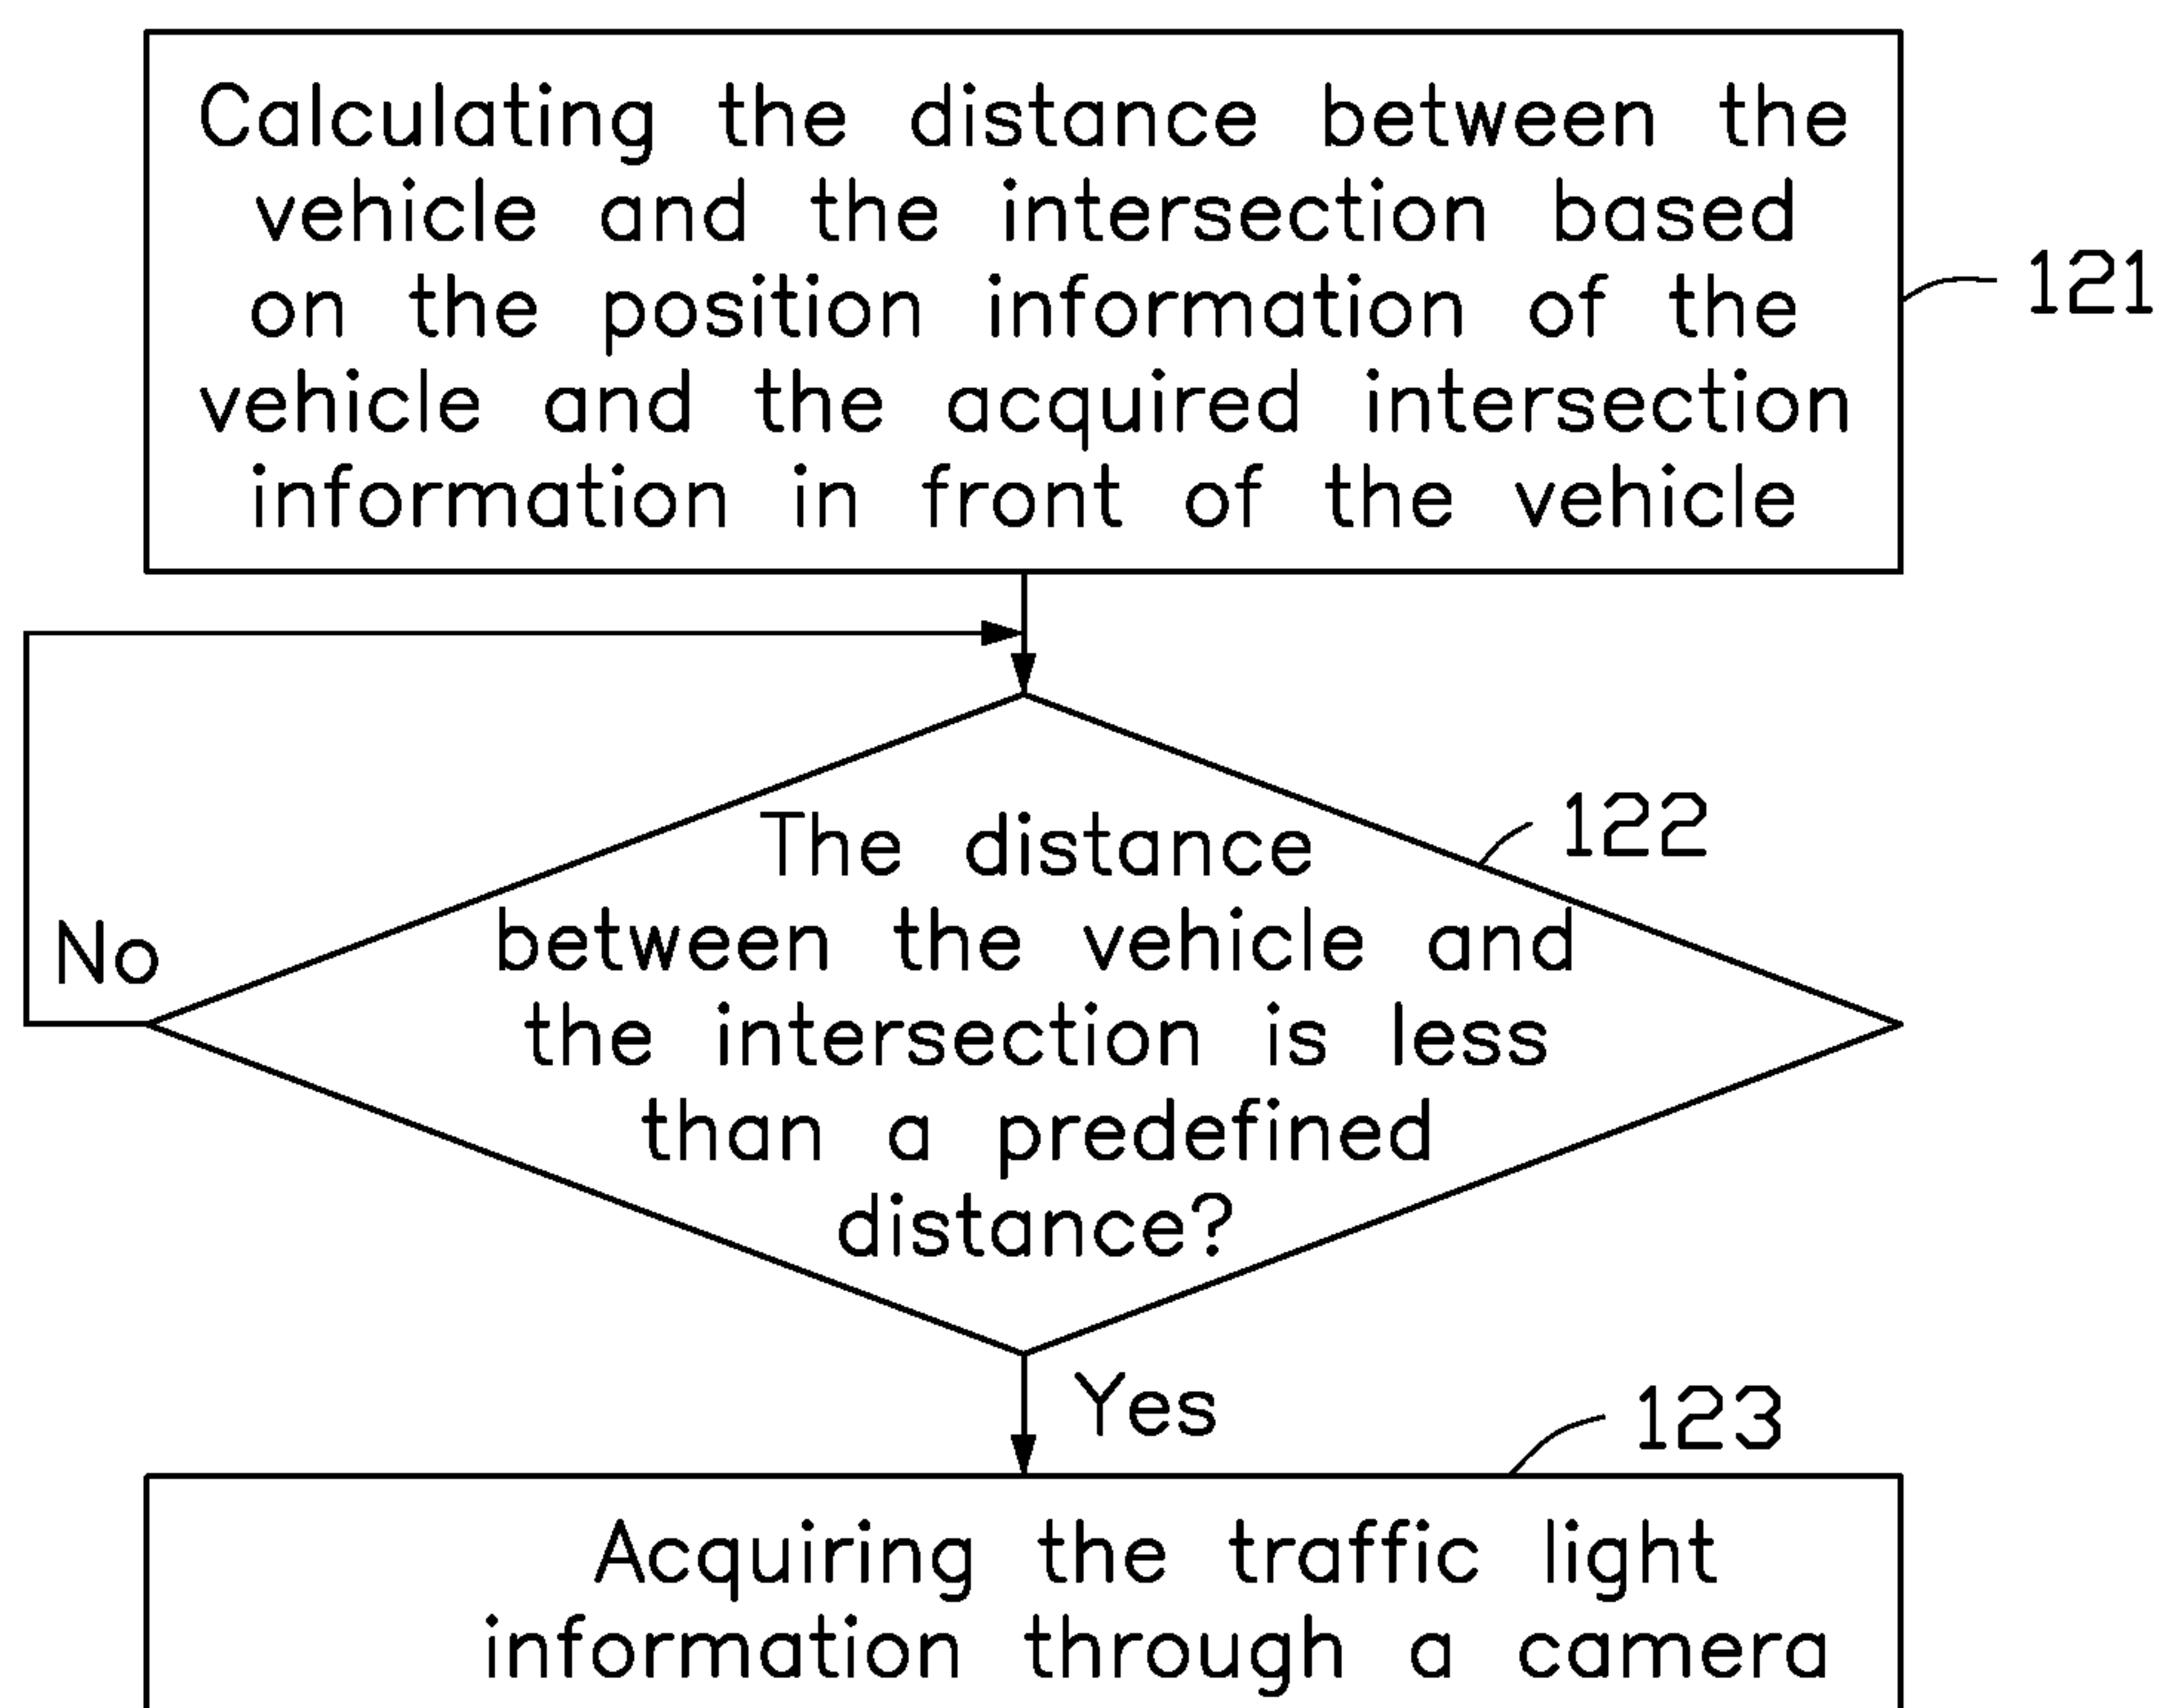 Calculating the distance between the
vehicle and the intersection based
on the position information of the
vehicle and the acquired intersection
information in front of the vehicle
121
The distance
between the vehicle and
the intersection is less
than a predefined
distance?
122
No
Yes
123
Acquiring the traffic light
information through a camera